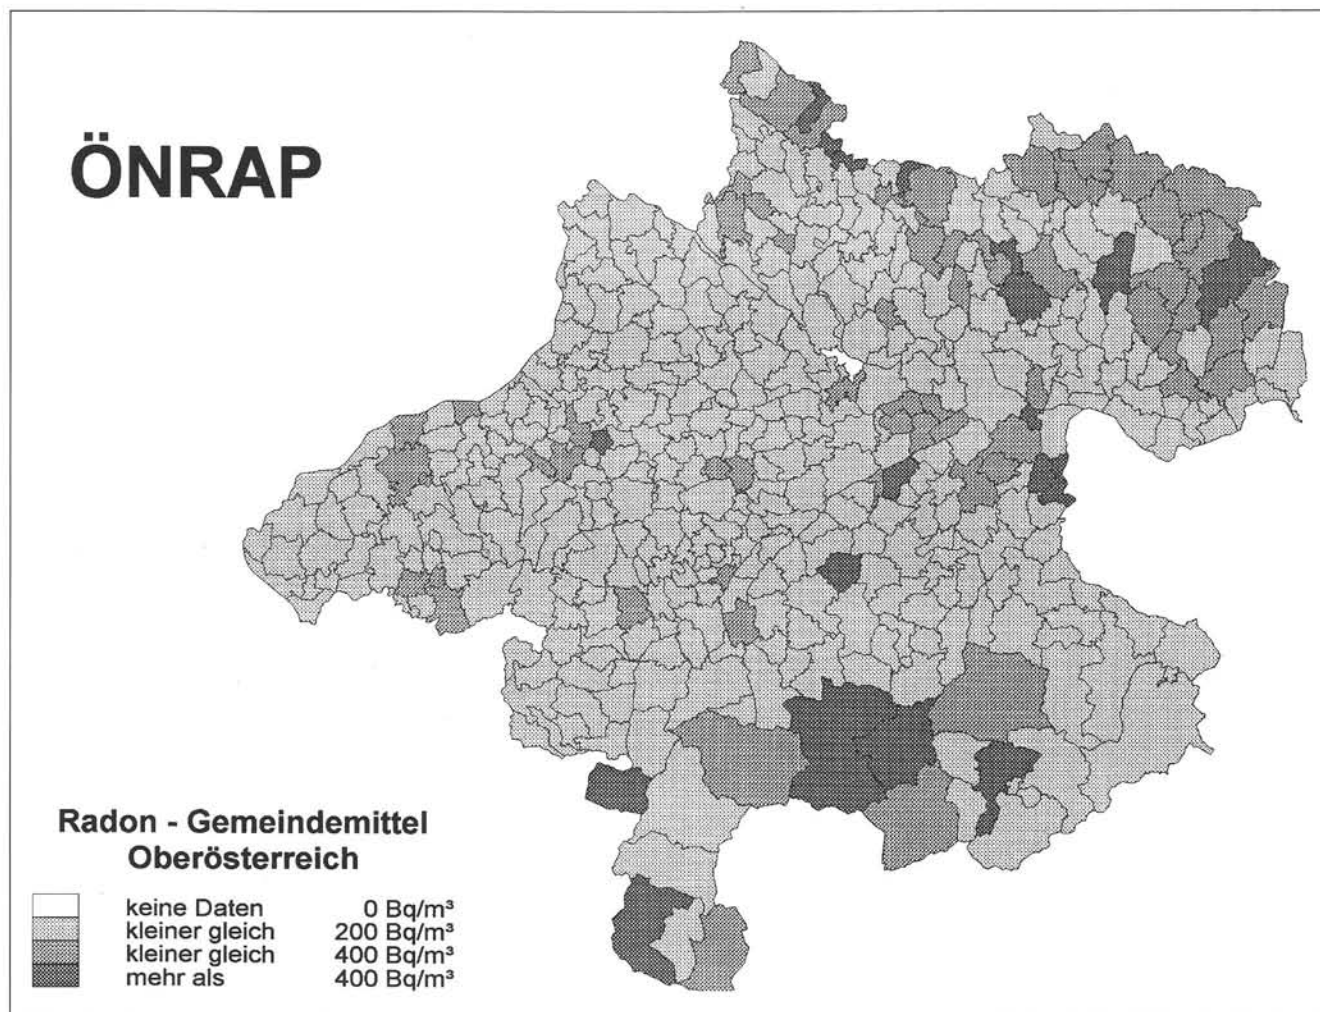 ÖNRAP
Radon - Gemeindemittel
Oberösterreich
keine Daten 0 Bq/m³
kleiner gleich 200 Bq/m³
kleiner gleich 400 Bq/m³
mehr als 400 Bq/m³